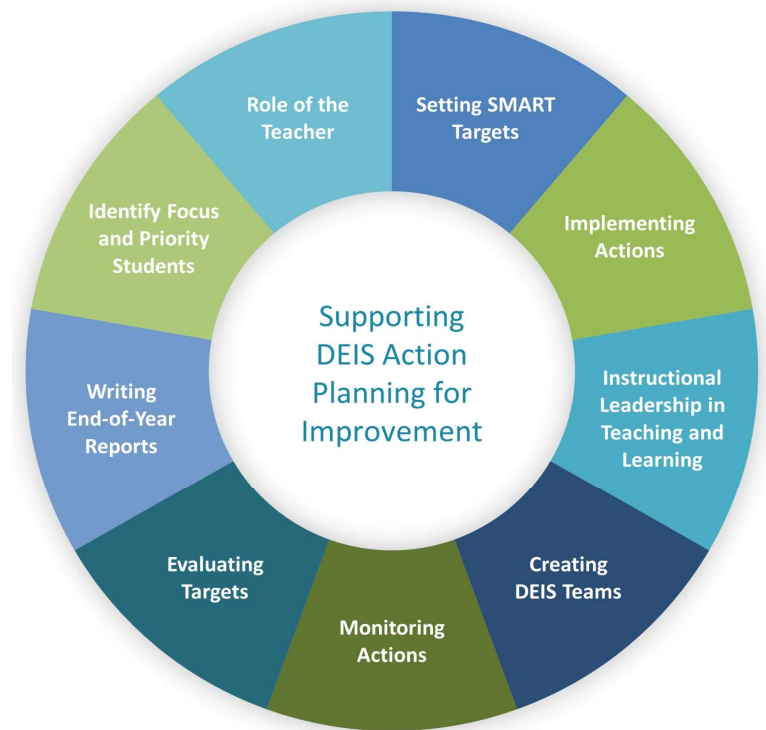 Supporting
DEIS Action
Planning for
Improvement
Setting SMART
Targets
Implementing
Actions
Instructional
Leadership in
Teaching and
Learning
Creating
DEIS Teams
Monitoring
Actions
Evaluating
Targets
Writing
End-of-Year
Reports
Identify Focus
and Priority
Students
Role of the
Teacher